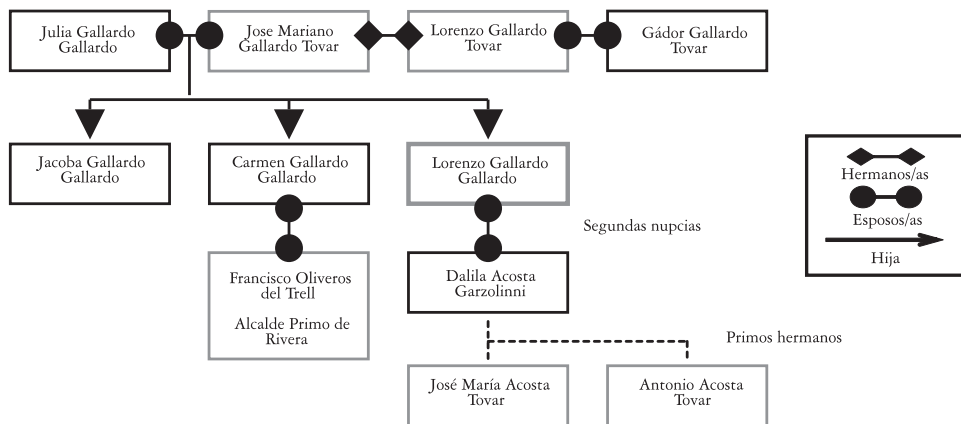 Julia Gallardo
Gallardo
Jose Mariano
Gallardo Tovar
Lorenzo Gallardo
Tovar
Gádor Gallardo
Tovar
Jacoba Gallardo
Gallardo
Carmen Gallardo
Gallardo
Lorenzo Gallardo
Gallardo
Hermanos/as
Esposos/as
Hija
Segundas nupcias
Francisco Oliveros
del Trell
Alcalde Primo de
Rivera
Dalila Acosta
Garzolinni
Primos hermanos
José María Acosta
Tovar
Antonio Acosta
Tovar